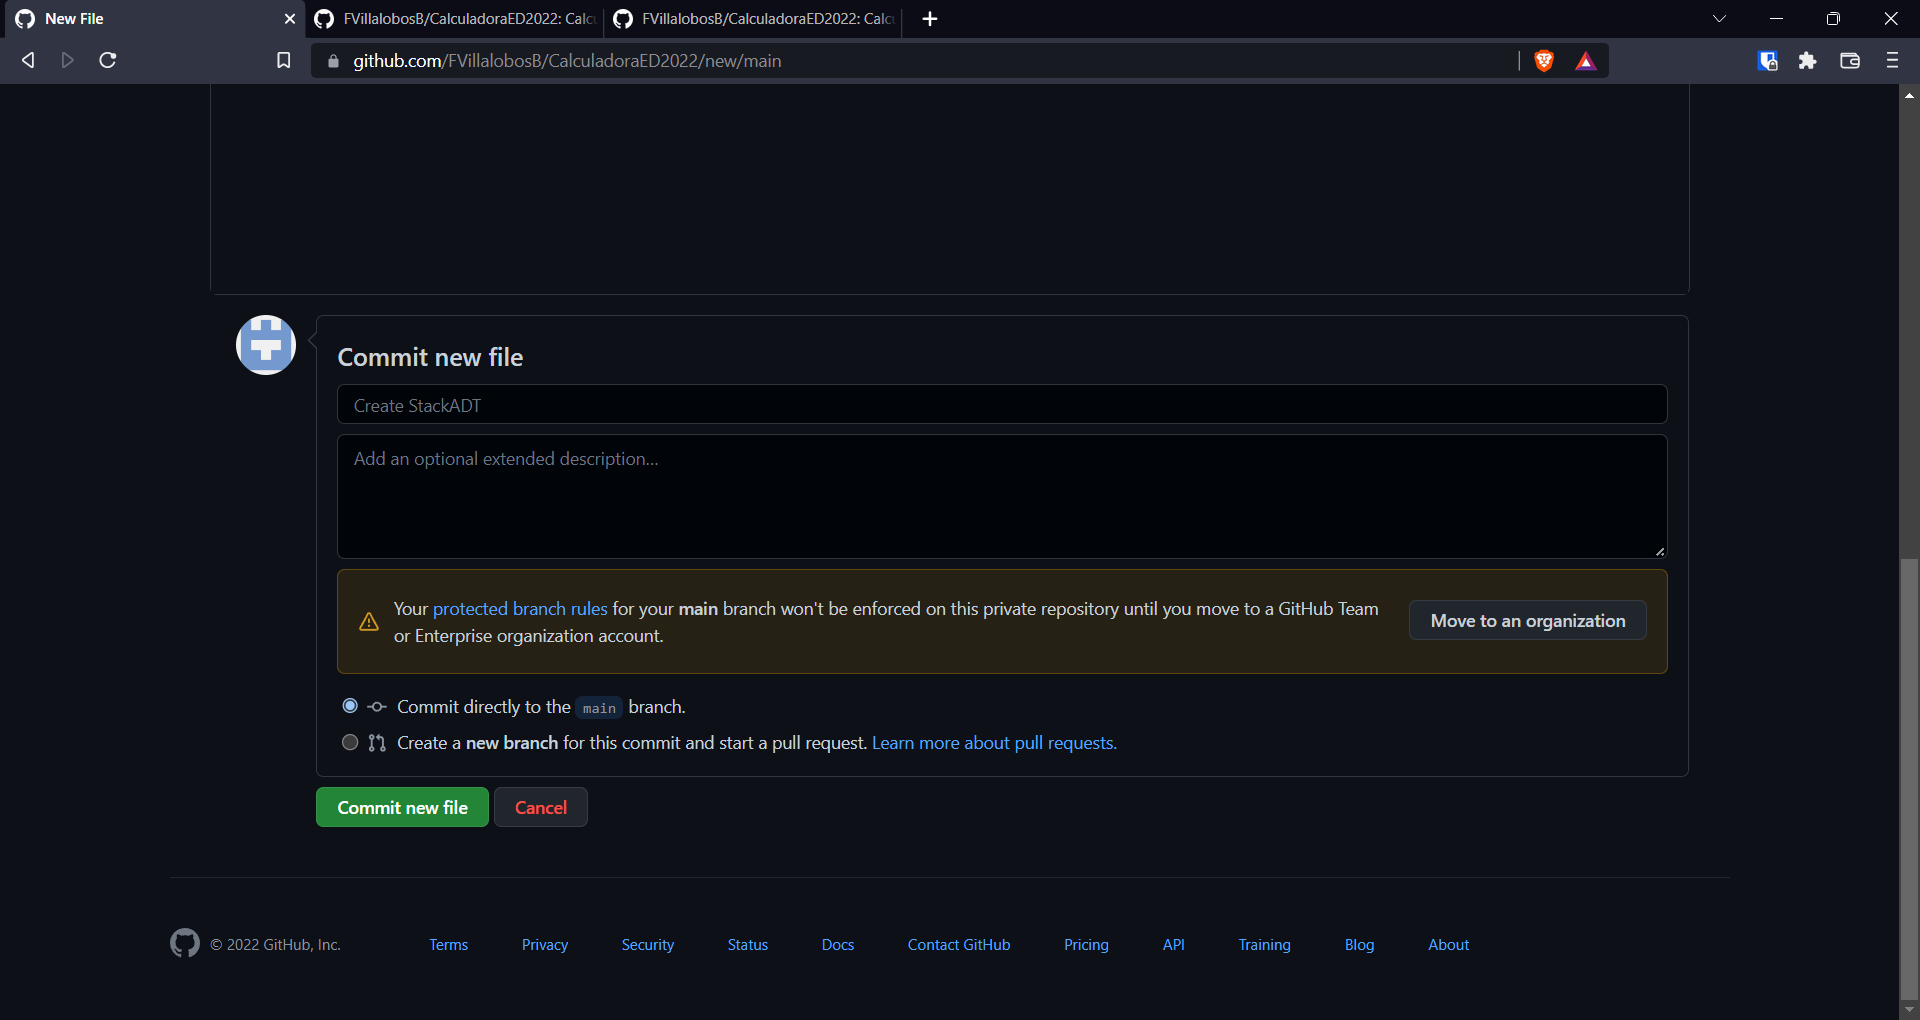 New File
FVillalobosB/CalculadoraED2022: Calc
FVillalobosB/CalculadoraED2022: Calc
github.com/FVillalobosB/CalculadoraED2022/new/main
Commit new file
Create StackADT
Add an optional extended description...
Your protected branch rules for your main branch won't be enforced on this private repository until you move to a GitHub Team
or Enterprise organization account.
Move to an organization
Commit directly to the main branch.
Create a new branch for this commit and start a pull request. Learn more about pull requests.
Commit new file
Cancel
© 2022 GitHub, Inc.
Terms
Privacy
Security
Status
Docs
Contact GitHub
Pricing
API
Training
Blog
About